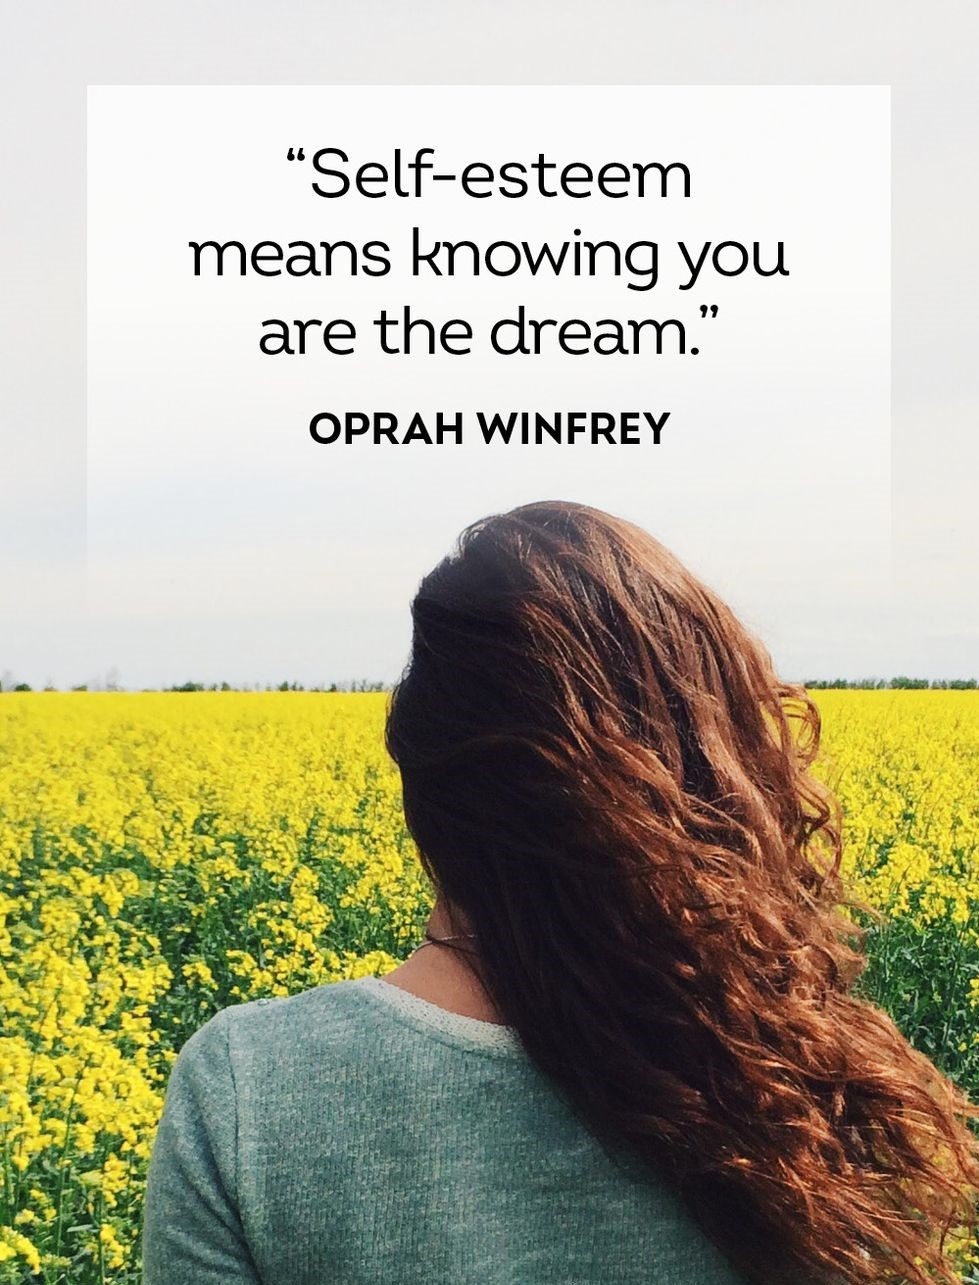 “Self-esteem
means knowing you
are the dream.”
OPRAH WINFREY